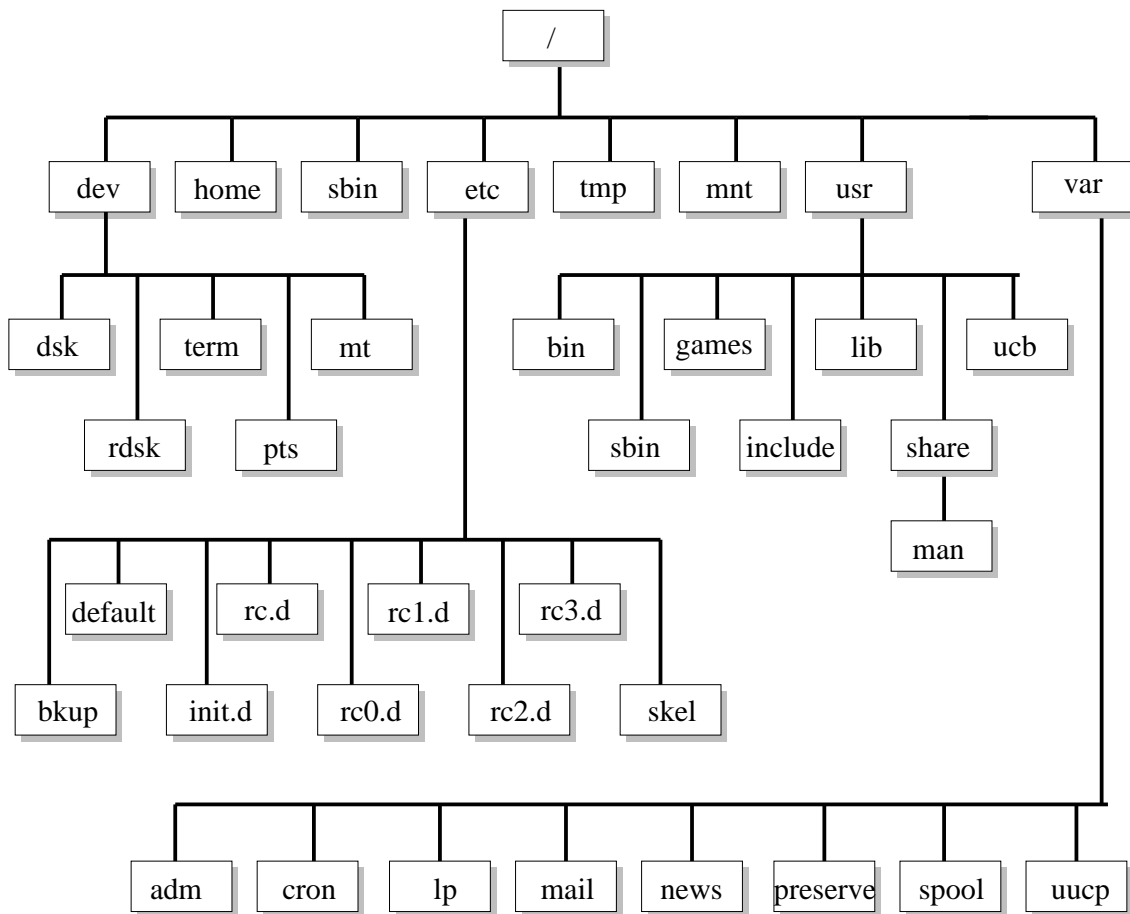 /
dev home sbin etc tmp mnt usr var
dsk term mt bin games lib ucb
rdsk pts sbin include share
man
default rc.d rc1.d rc3.d
bkup init.d rc0.d rc2.d skel
adm cron lp mail news preserve spool uucp